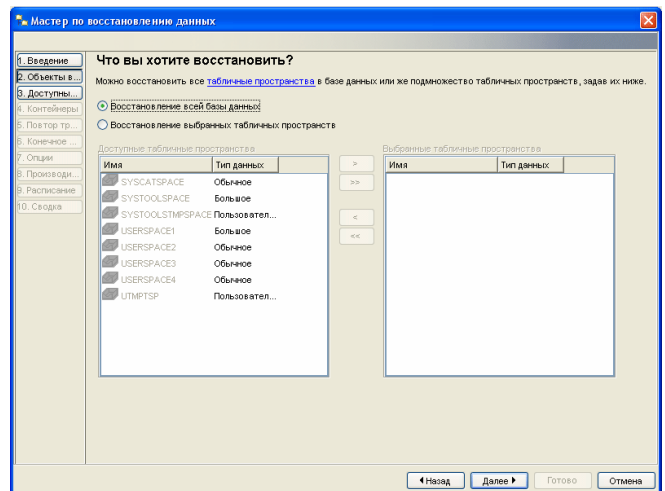 Мастер по восстановлению данных
1. Введение
2. Объекты в...
3. Доступны...
4. Контейнеры
5. Повтор тр...
6. Конечное ...
7. Опции
8. Производи...
9. Расписание
10. Сводка
Что вы хотите восстановить?
Можно восстановить все табличные пространства в базе данных или же подмножество табличных пространств, задав их ниже.
Восстановление всей базы данных
Восстановление выбранных табличных пространств
Доступные табличные пространства
Имя Тип данных
SYSCATSPACE Обычное
SYSTOOLSPACE Большое
SYSTOOLSTMPSPACE Пользовател...
USERSPACE1 Большое
USERSPACE2 Обычное
USERSPACE3 Обычное
USERSPACE4 Обычное
UTMPTSP Пользовател...
>
>>
<
<<
Выбранные табличные пространства
Имя Тип данных
Назад Далее Готово Отмена